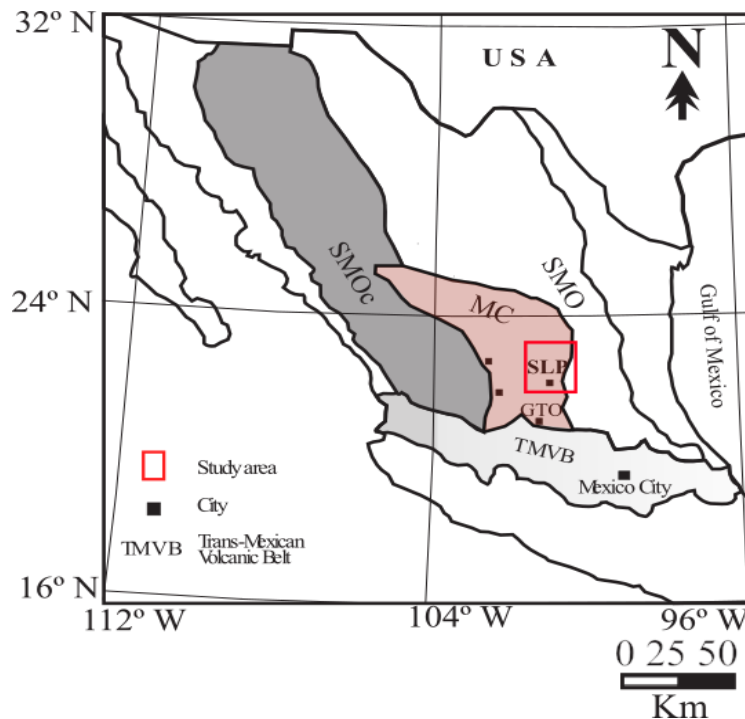 32º N
U S A
N
SMOc
SMO
24º N
MC
Gulf of Mexico
SLP
GTO
TMVB
Study area
Mexico City
City
TMVB Trans-Mexican
Volcanic Belt
16º N
112º W
104º W
96º W
0 25 50
Km